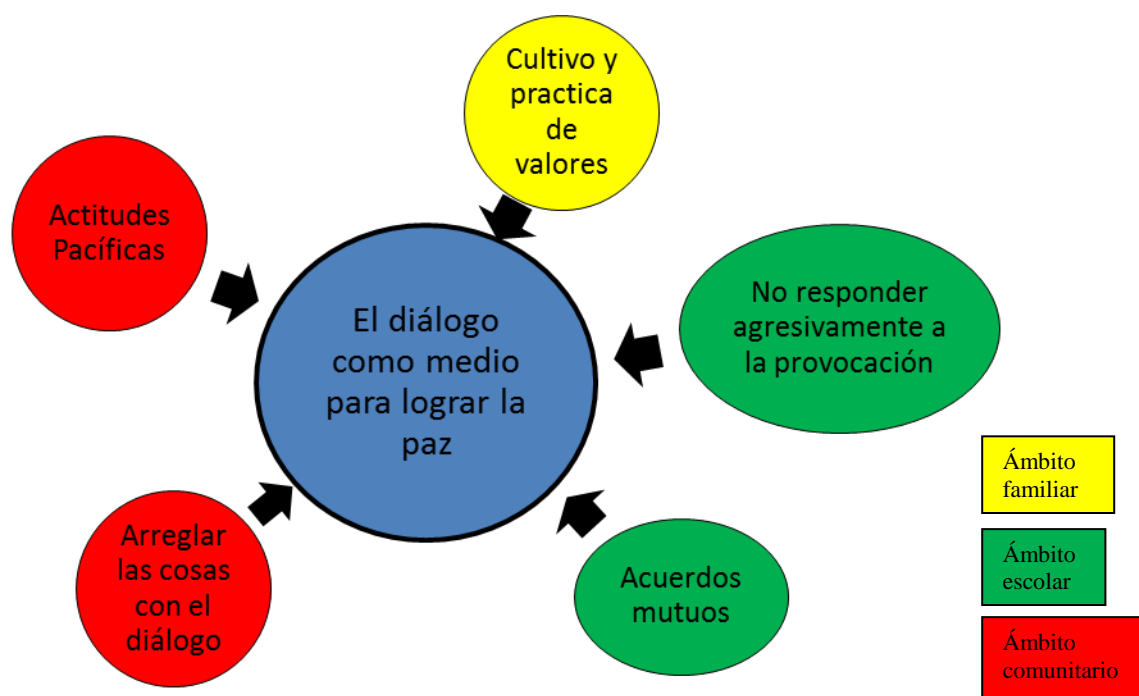 Cultivo y
practica
de
valores
Actitudes
Pacíficas
No responder
agresivamente a
la provocación
El diálogo
como medio
para lograr la
paz
Arreglar
las cosas
con el
diálogo
Acuerdos
mutuos
Ámbito
familiar
Ámbito
escolar
Ámbito
comunitario